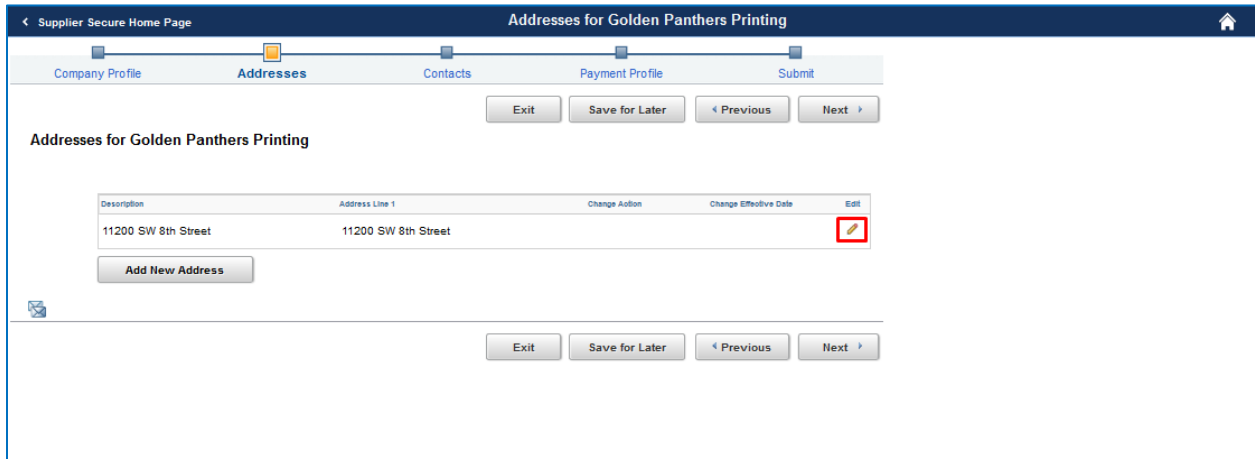 Supplier Secure Home Page Addresses for Golden Panthers Printing
Company Profile Addresses Contacts Payment Profile Submit
Exit Save for Later Previous Next
Addresses for Golden Panthers Printing
Description Address Line 1 Change Action Change Effective Date Edit
11200 SW 8th Street 11200 SW 8th Street
Add New Address
Exit Save for Later Previous Next